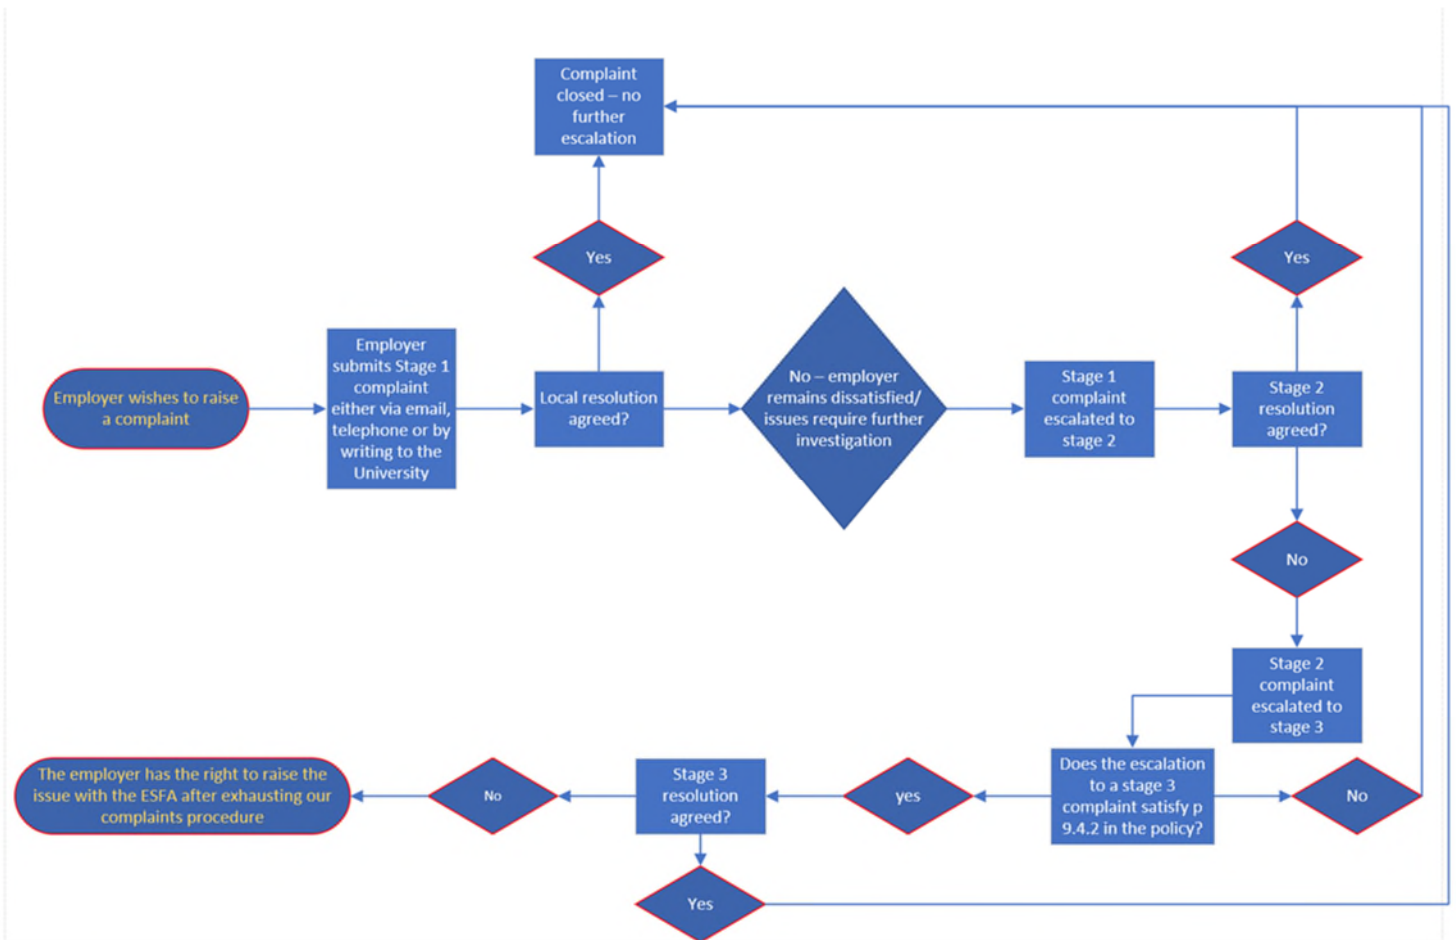 Complaint
closed – no
further
escalation
Yes
Yes
Employer wishes to raise
a complaint
Employer
submits Stage 1
complaint
either via email,
telephone or by
writing to the
University
Local resolution
agreed?
No – employer
remains dissatisfied/
issues require further
investigation
Stage 1
complaint
escalated to
stage 2
Stage 2
resolution
agreed?
No
Stage 2
complaint
escalated to
stage 3
Does the escalation
to a stage 3
complaint satisfy p
9.4.2 in the policy?
No
yes
Stage 3
resolution
agreed?
No
The employer has the right to raise the
issue with the ESFA after exhausting our
complaints procedure
Yes